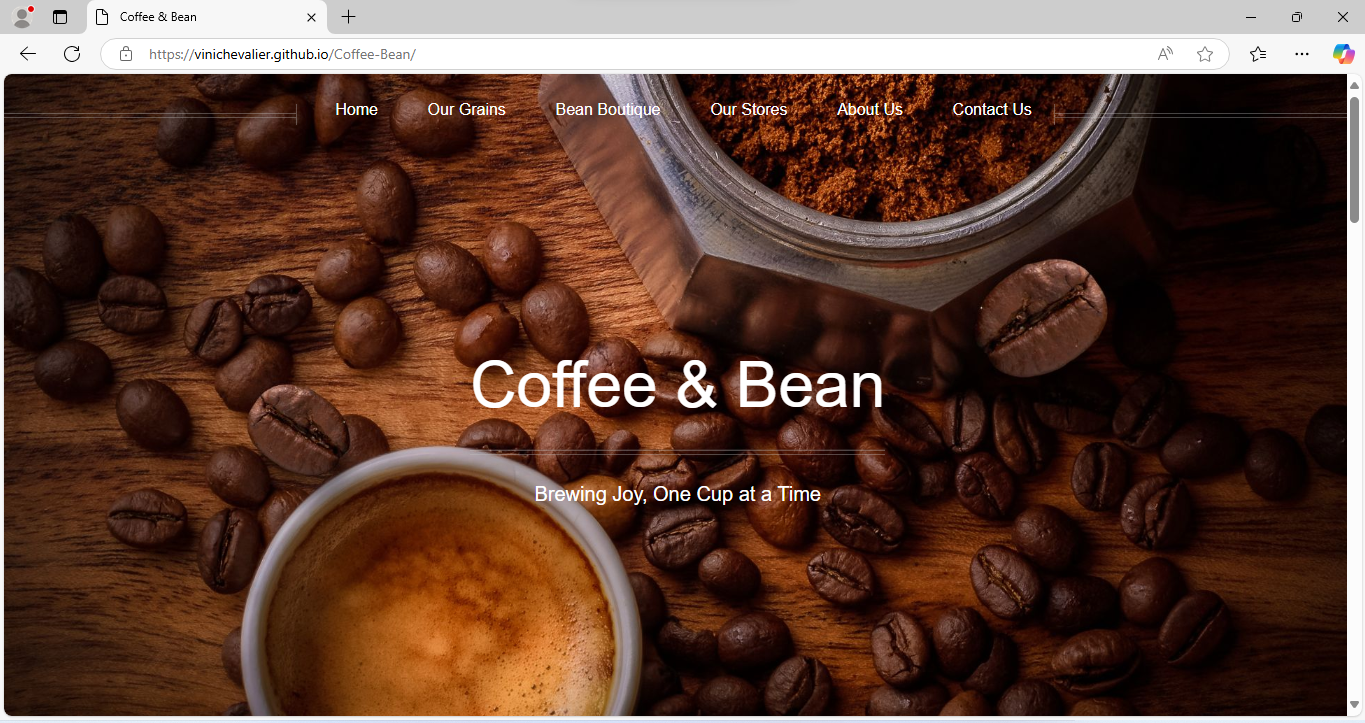 Coffee & Bean
https://vinichevalier.github.io/Coffee-Bean/
Home Our Grains Bean Boutique Our Stores About Us Contact Us
Coffee & Bean
Brewing Joy, One Cup at a Time